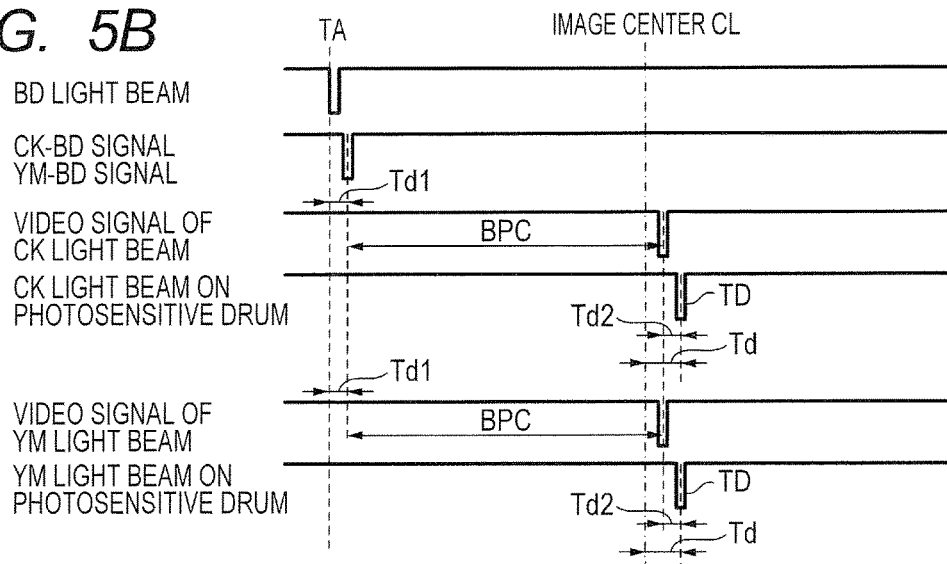 G. 5B
TA
IMAGE CENTER CL
BD LIGHT BEAM
CK-BD SIGNAL
YM-BD SIGNAL
Td1
VIDEO SIGNAL OF
CK LIGHT BEAM
BPC
CK LIGHT BEAM ON
PHOTOSENSITIVE DRUM
TD
Td2
Td
Td1
VIDEO SIGNAL OF
YM LIGHT BEAM
BPC
YM LIGHT BEAM ON
PHOTOSENSITIVE DRUM
TD
Td2
Td